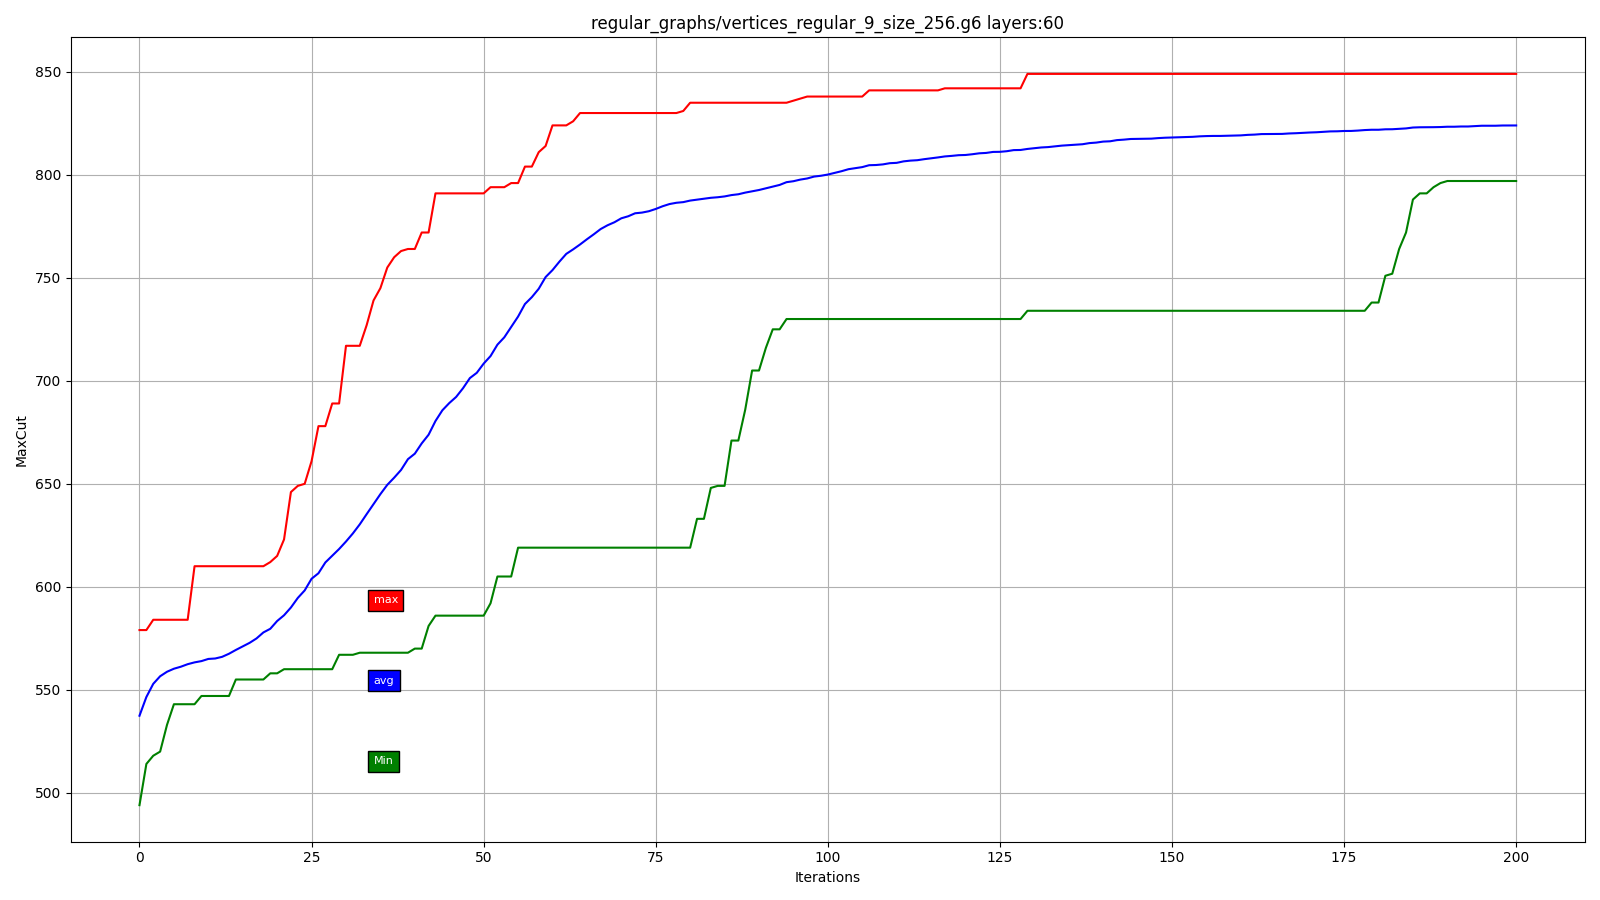 regular_graphs/vertices_regular_9_size_256.g6 layers:60
850
800
750
700
650
600
550
500
MaxCut
max
avg
Min
0 25 50 75 100 125 150 175 200
Iterations